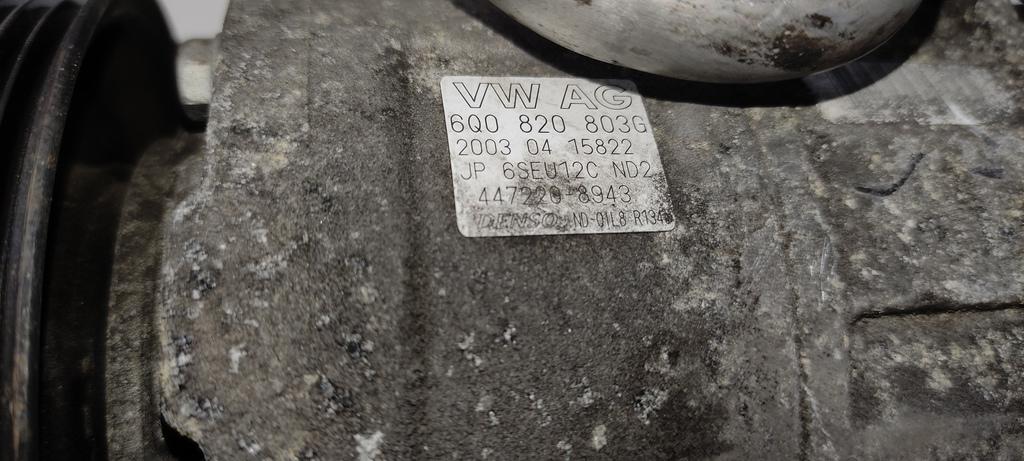 VW AG
6Q0 820 803G
2003 04 15822
JP 6SEU12C ND2
447220-8943
DENSO ND-OIL8 R134a